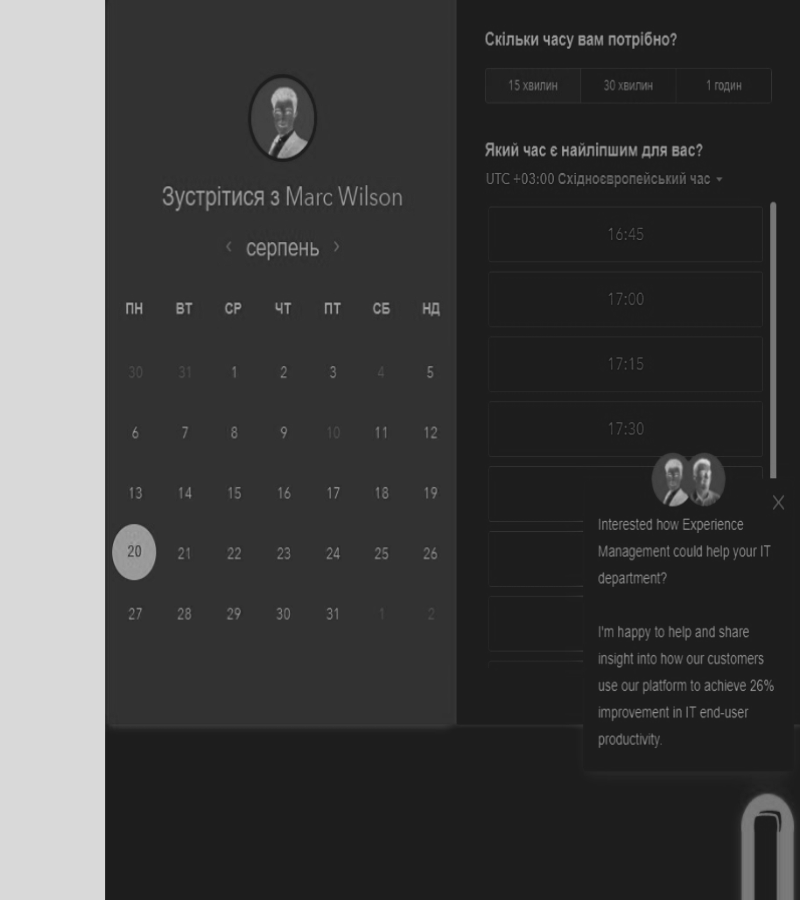 Зустрітися з Marc Wilson
серпень
ПН ВТ СР ЧТ ПТ СБ НД
30 31 1 2 3 4 5
6 7 8 9 10 11 12
13 14 15 16 17 18 19
20 21 22 23 24 25 26
27 28 29 30 31 1 2
Скільки часу вам потрібно?
15 хвилин 30 хвилин 1 годин
Який час є найліпшим для вас?
UTC +03:00 Східноєвропейський час
16:45
17:00
17:15
17:30
Interested how Experience
Management could help your IT
department?
I'm happy to help and share
insight into how our customers
use our platform to achieve 26%
improvement in IT end-user
productivity.